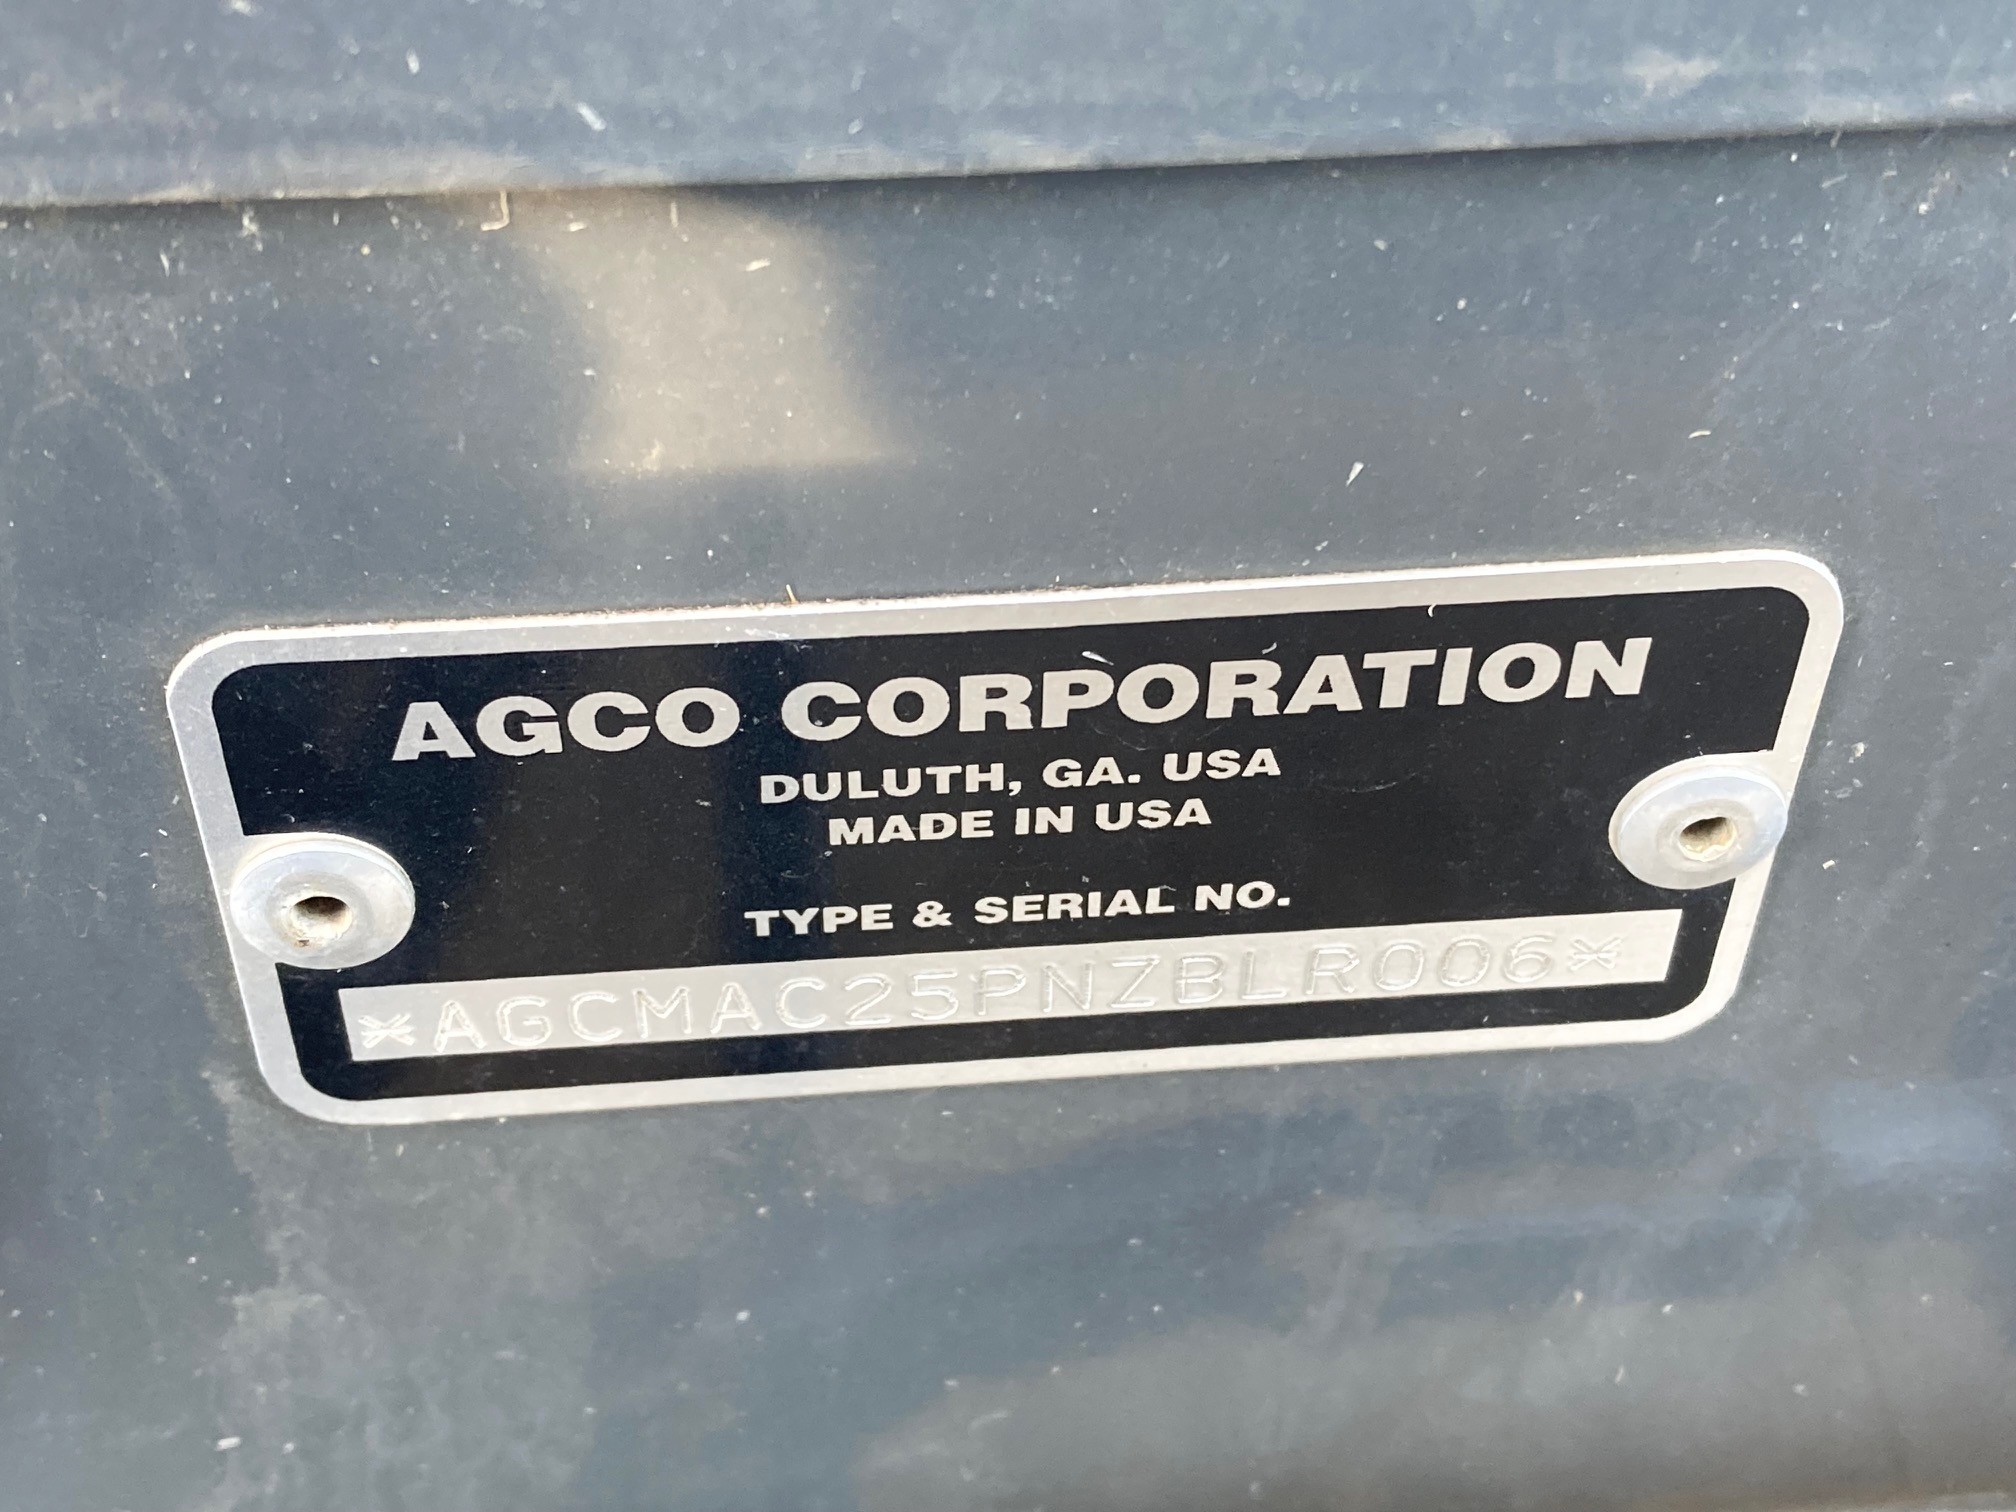 AGCO CORPORATION
DULUTH, GA. USA
MADE IN USA
TYPE & SERIAL NO.
*AGCMAC25PNZBLR006*